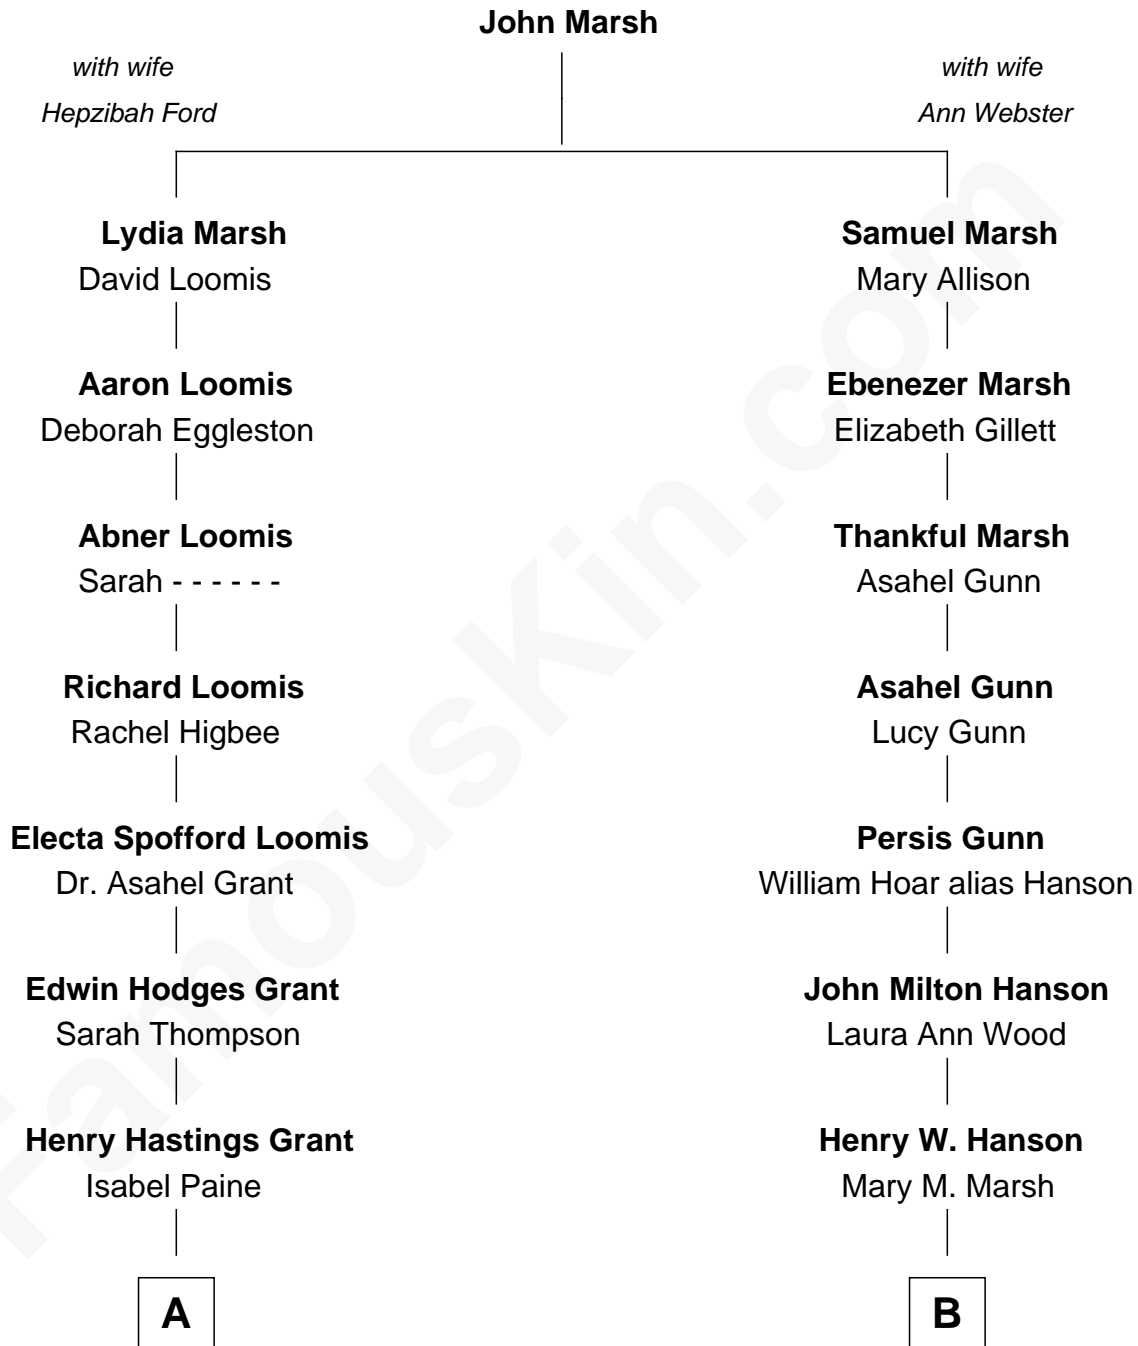 John Marsh
with wife
Hepzibah Ford
with wife
Ann Webster
Lydia Marsh
David Loomis
Samuel Marsh
Mary Allison
Aaron Loomis
Deborah Eggleston
Ebenezer Marsh
Elizabeth Gillett
Abner Loomis
Sarah - - - - - -
Thankful Marsh
Asahel Gunn
Richard Loomis
Rachel Higbee
Asahel Gunn
Lucy Gunn
Electa Spofford Loomis
Dr. Asahel Grant
Persis Gunn
William Hoar alias Hanson
Edwin Hodges Grant
Sarah Thompson
John Milton Hanson
Laura Ann Wood
Henry Hastings Grant
Isabel Paine
Henry W. Hanson
Mary M. Marsh
A
B
FamousKin.com